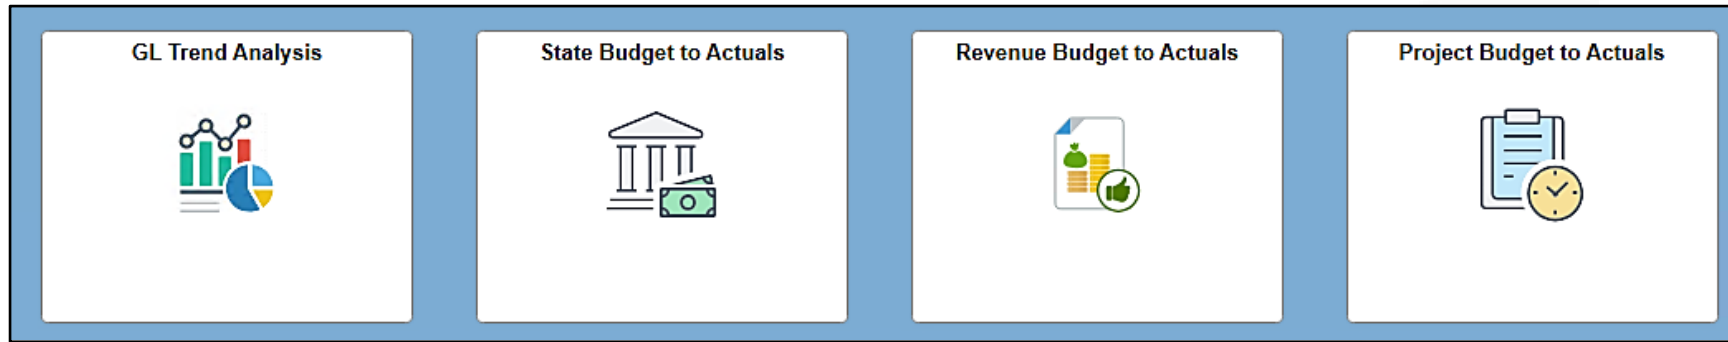 GL Trend Analysis
State Budget to Actuals
Revenue Budget to Actuals
Project Budget to Actuals